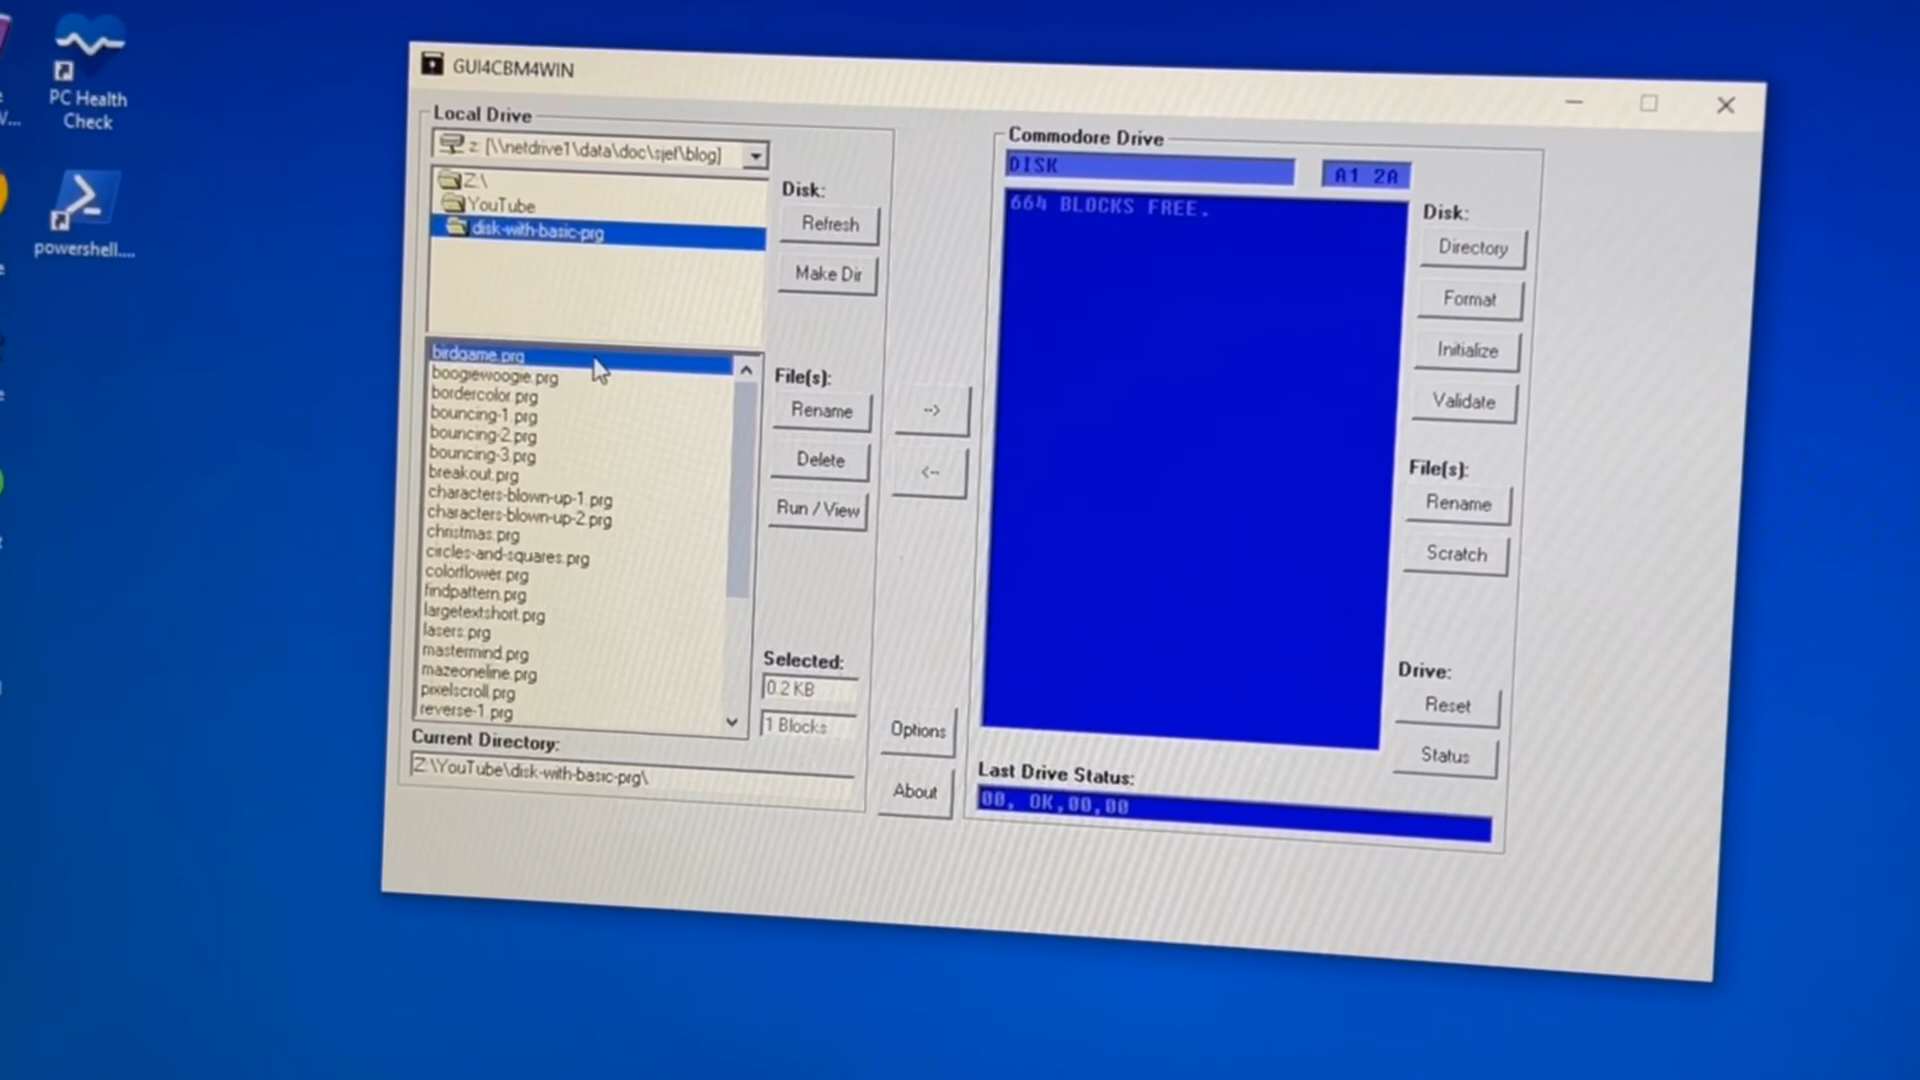 PC Health
Check
powershell....
GUI4CBM4WIN
Local Drive
z: [\\netdrive1\data\doc\sjef\blog]
Z:\
YouTube
disk-with-basic-prg
Disk:
Refresh
Make Dir
birdgame.prg
boogiewoogie.prg
bordercolor.prg
bouncing-1.prg
bouncing-2.prg
bouncing-3.prg
breakout.prg
characters-blown-up-1.prg
characters-blown-up-2.prg
christmas.prg
circles-and-squares.prg
colorflower.prg
findpattern.prg
largetextshort.prg
lasers.prg
mastermind.prg
mazeoneline.prg
pixelscroll.prg
reverse-1.prg
File(s):
Rename
Delete
Run / View
Selected:
0.2 KB
1 Blocks
Current Directory:
Z:\YouTube\disk-with-basic-prg\
-->
<--
Options
About
Commodore Drive
DISK
A1 2A
664 BLOCKS FREE.
Disk:
Directory
Format
Initialize
Validate
File(s):
Rename
Scratch
Drive:
Reset
Status
Last Drive Status:
00, OK,00,00